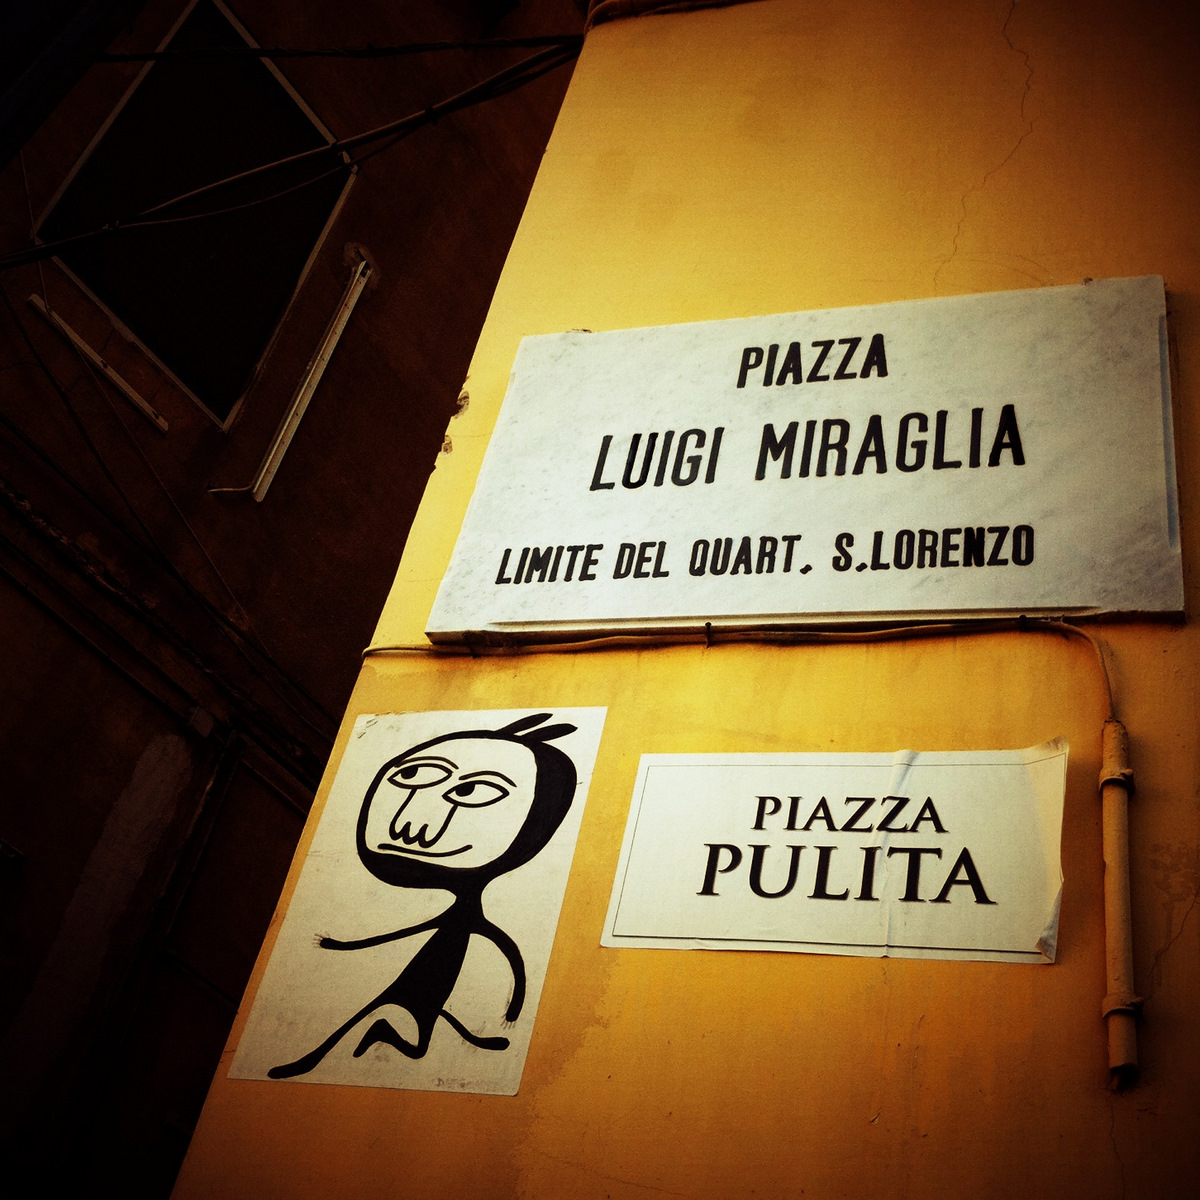 PIAZZA
LUIGI MIRAGLIA
LIMITE DEL QUART. S.LORENZO
PIAZZA
PULITA